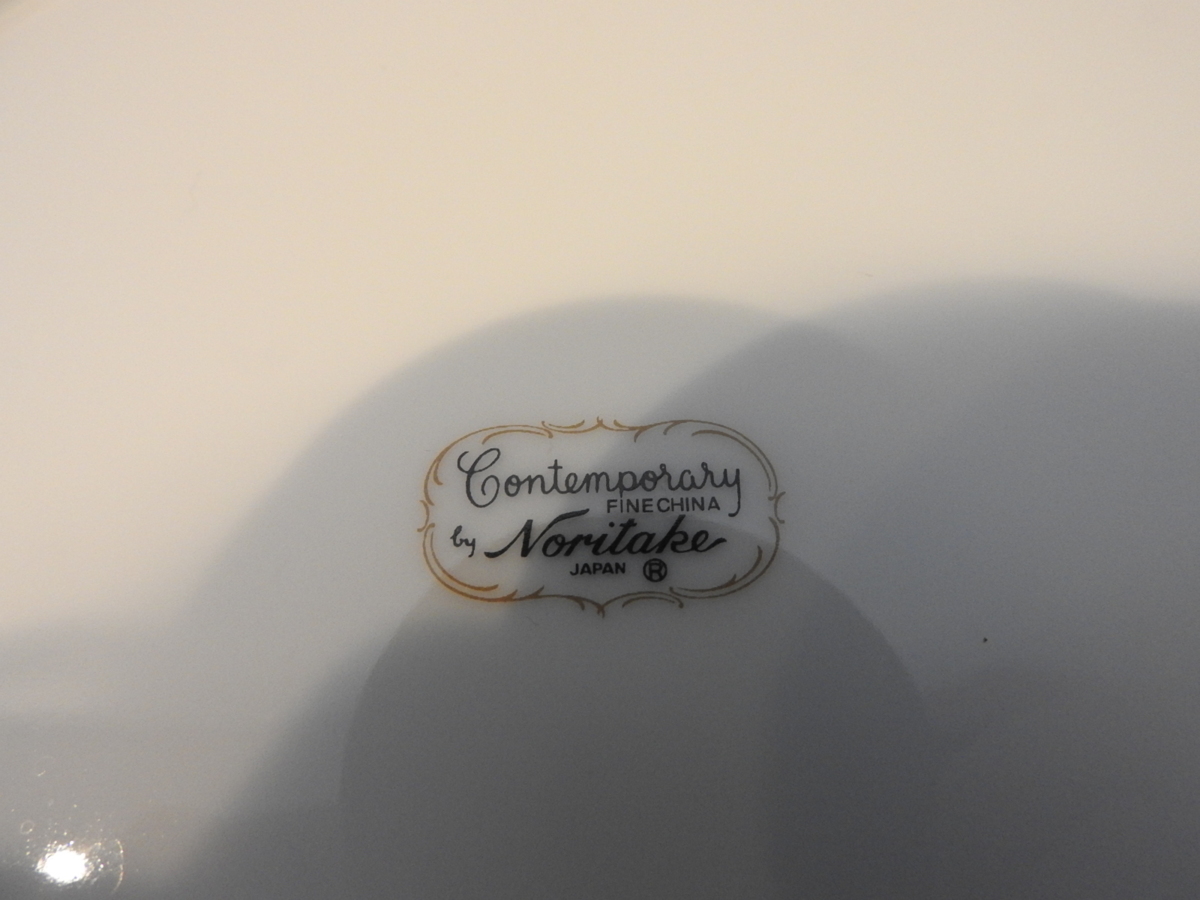 Contemporary
FINE CHINA
by Noritake
JAPAN ®